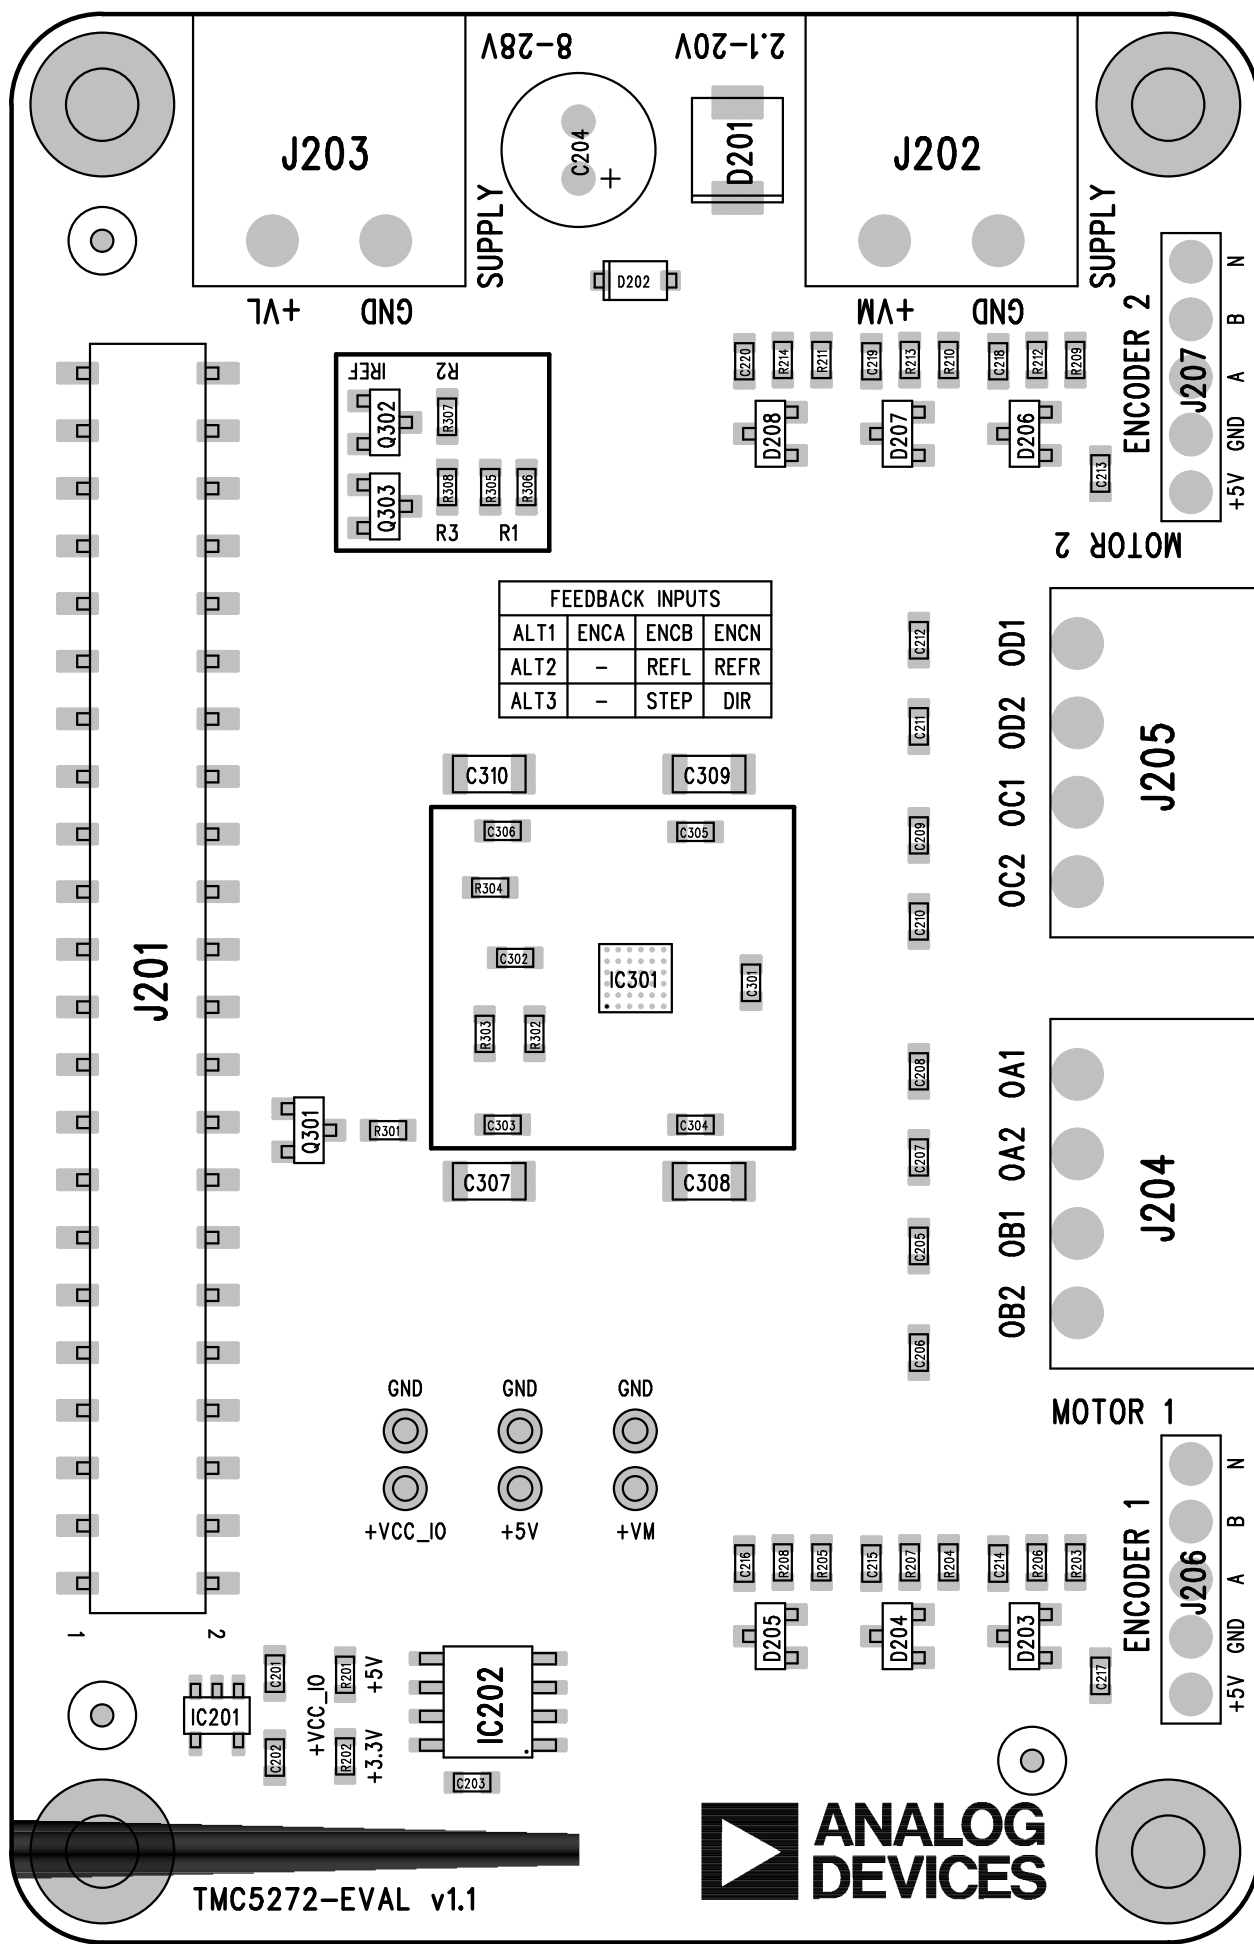 8-28V
2.1-20V
J203
C204
+
D201
J202
SUPPLY
SUPPLY
D202
+VL
GND
+VM
GND
N
B
A
GND
+5V
ENCODER 2
J207
C220
R214
R211
C219
R213
R210
C218
R212
R209
D208
D207
D206
C213
IREF
R2
Q302
R307
Q303
R308
R305
R306
R3
R1
MOTOR 2
FEEDBACK INPUTS
ALT1 ENCA ENCB ENCN
ALT2 - REFL REFR
ALT3 - STEP DIR
C212
OD1
C211
OD2
J205
OC1
C209
OC2
C210
C310
C309
C306
C305
R304
C302
IC301
C301
R303
R302
C303
C304
C307
C308
J201
Q301
R301
C208
OA1
C207
OA2
J204
C205
OB1
C206
OB2
MOTOR 1
GND
GND
GND
+VCC_IO
+5V
+VM
N
B
A
GND
+5V
ENCODER 1
J206
C216
R208
R205
C215
R207
R204
C214
R206
R203
D205
D204
D203
C217
1
2
IC201
C201
C202
+VCC_IO
R201
+5V
R202
+3.3V
IC202
C203
ANALOG
DEVICES
TMC5272-EVAL v1.1